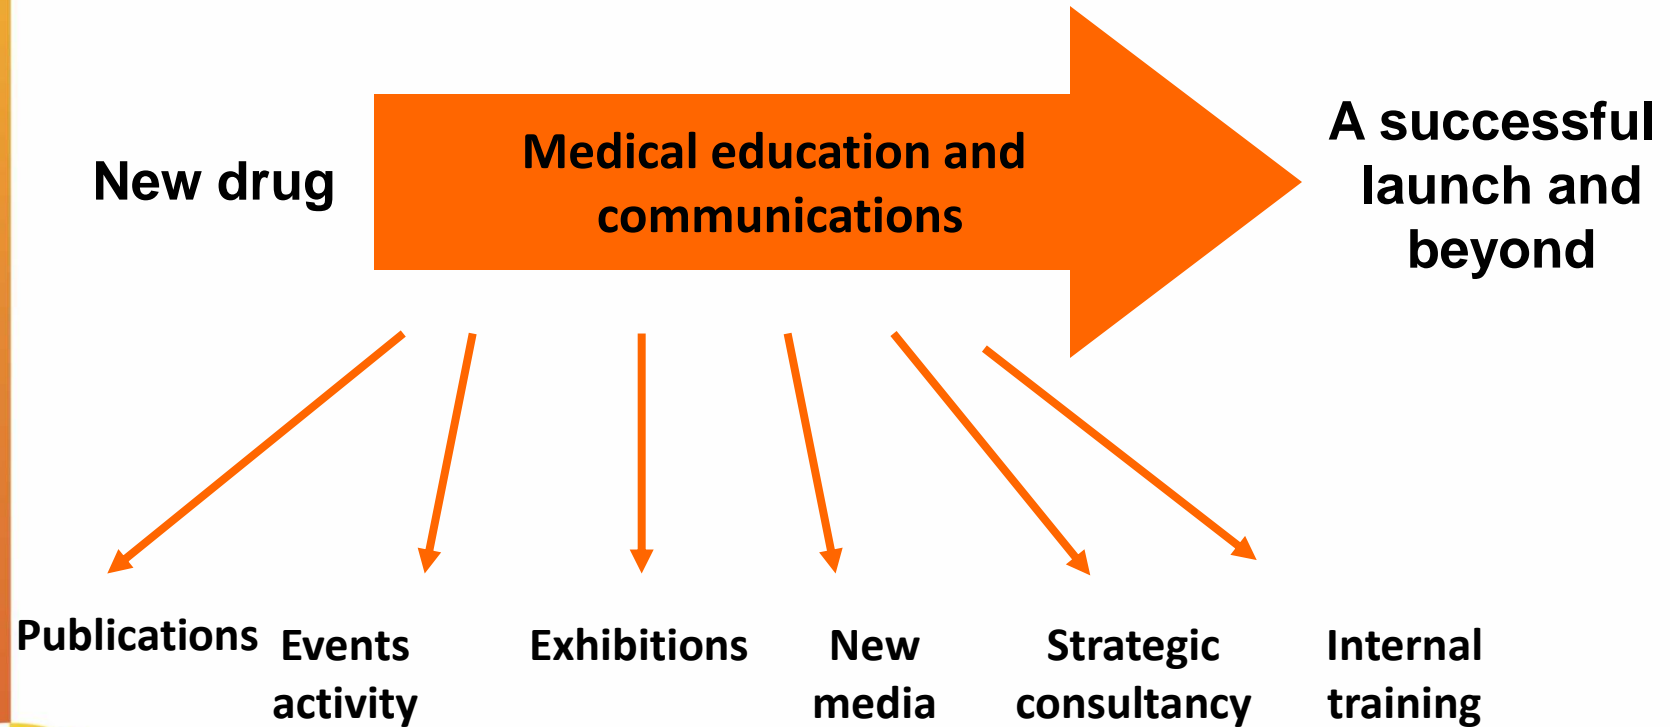 New drug
Medical education and
communications
A successful
launch and
beyond
Publications
Events
activity
Exhibitions
New
media
Strategic
consultancy
Internal
training